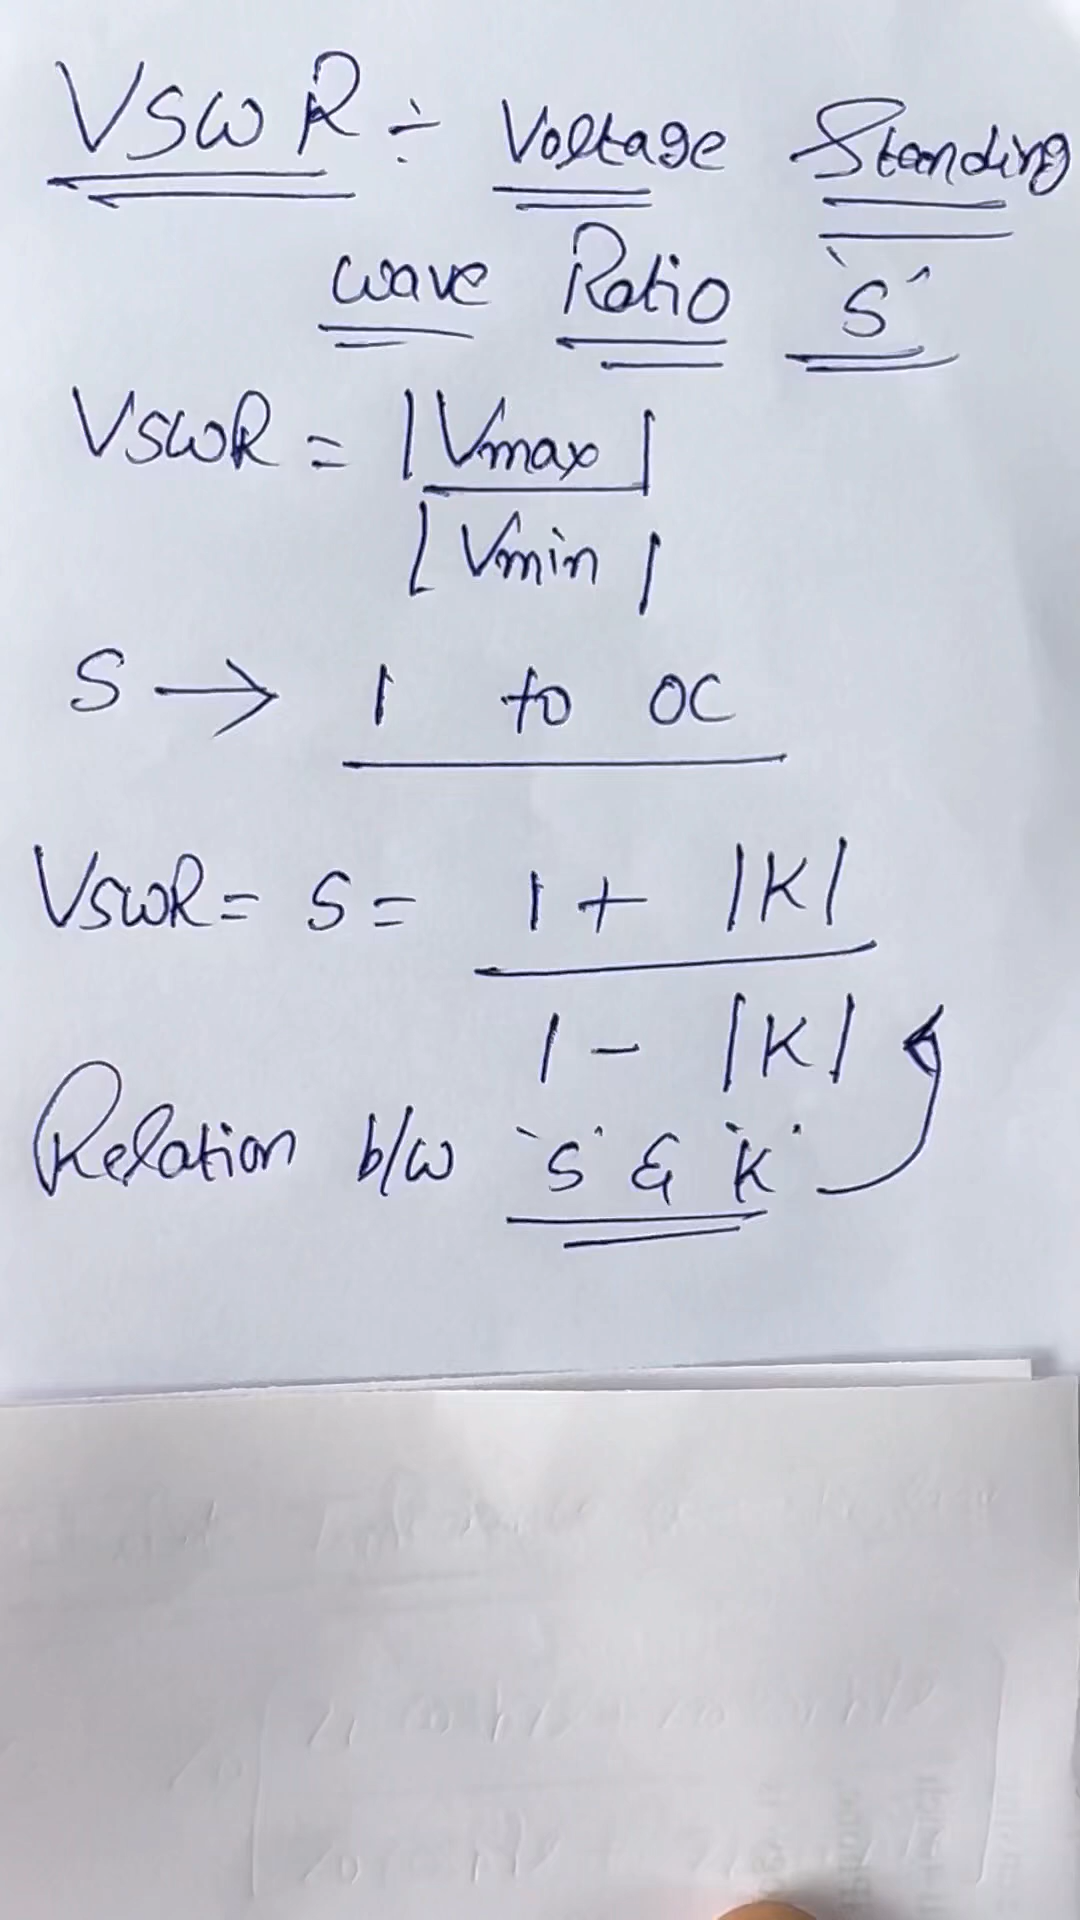 VSWR ÷ Voltage Standing
wave Ratio `S´
VSWR = |Vmax|
|Vmin|
S → 1 to ∞
VSWR = S = 1 + |K|
1 - |K|
Relation b/w 'S' & 'K'